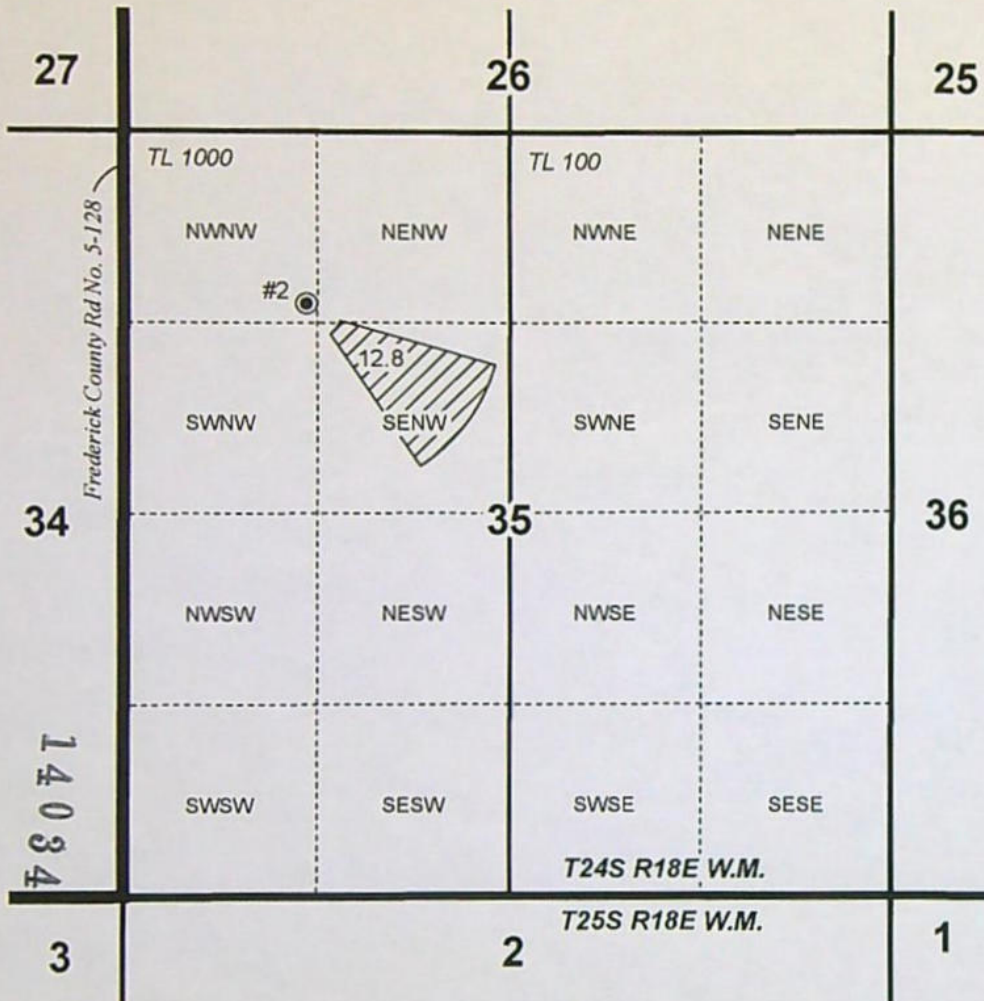 27 26 25
TL 1000 TL 100
NWNW NENW NWNE NENE
Frederick County Rd No. 5-128
#2
12.8
SWNW SENW SWNE SENE
34 35 36
NWSW NESW NWSE NESE
14034
SWSW SESW SWSE SESE
T24S R18E W.M.
T25S R18E W.M.
3 2 1